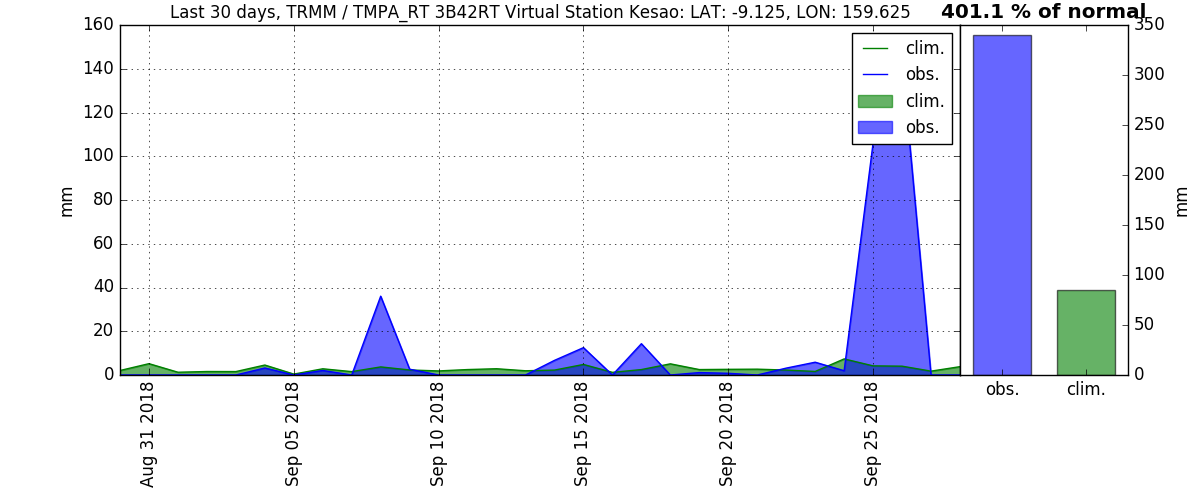 Last 30 days, TRMM / TMPA_RT 3B42RT Virtual Station Kesao: LAT: -9.125, LON: 159.625
401.1 % of normal
160
140
120
100
80
60
40
20
0
mm
clim.
obs.
clim.
obs.
350
300
250
200
150
100
50
0
mm
obs.
clim.
Aug 31 2018
Sep 05 2018
Sep 10 2018
Sep 15 2018
Sep 20 2018
Sep 25 2018